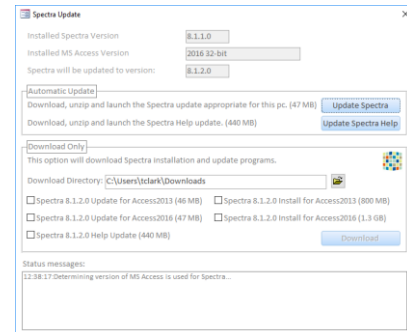 Spectra Update
Installed Spectra Version 8.1.1.0
Installed MS Access Version 2016 32-bit
Spectra will be updated to version: 8.1.2.0
Automatic Update
Download, unzip and launch the Spectra update appropriate for this pc. (47 MB) Update Spectra
Download, unzip and launch the Spectra Help update. (440 MB) Update Spectra Help
Download Only
This option will download Spectra installation and update programs.
Download Directory: C:\Users\tclark\Downloads
Spectra 8.1.2.0 Update for Access2013 (46 MB) Spectra 8.1.2.0 Install for Access2013 (800 MB)
Spectra 8.1.2.0 Update for Access2016 (47 MB) Spectra 8.1.2.0 Install for Access2016 (1.3 GB)
Spectra 8.1.2.0 Help Update (440 MB) Download
Status messages:
12:38:17:Determining version of MS Access is used for Spectra...